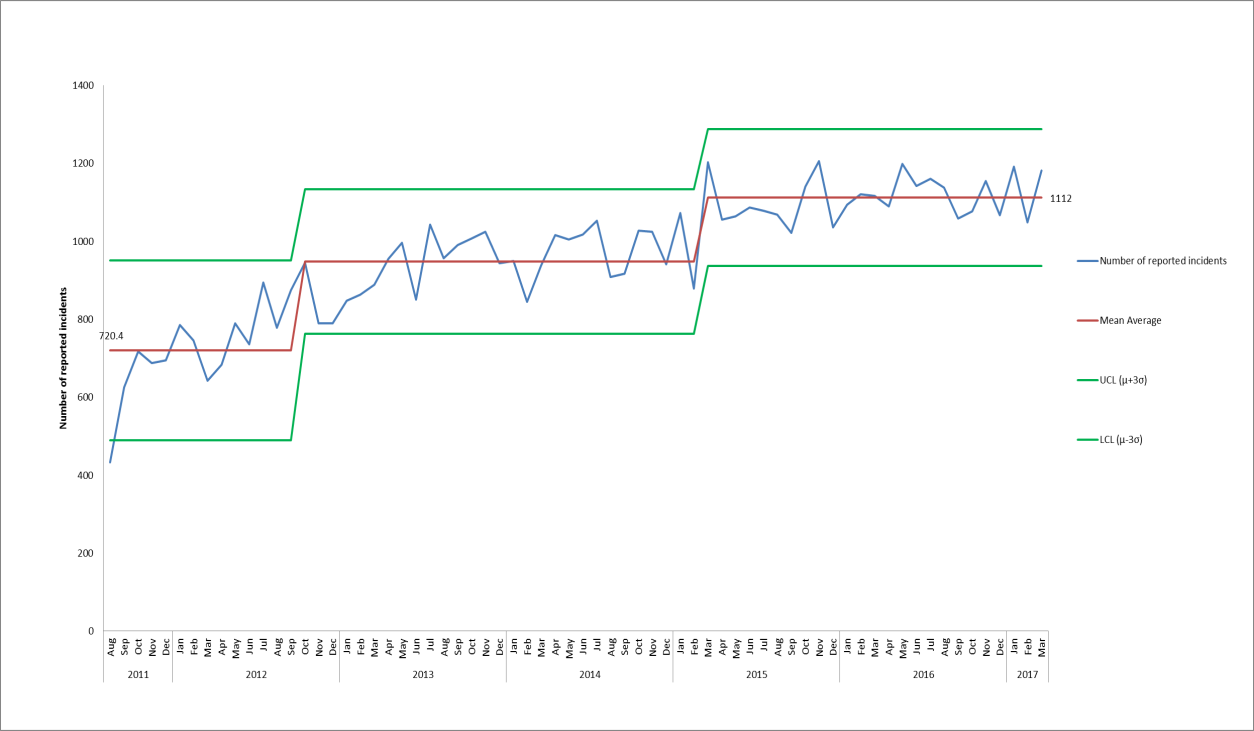 1400
1200
1000
800
600
400
200
0
Number of reported incidents
720.4
1112
Number of reported incidents
Mean Average
UCL (µ+3σ)
LCL (µ-3σ)
Aug Sep Oct Nov Dec Jan Feb Mar Apr May Jun Jul Aug Sep Oct Nov Dec Jan Feb Mar Apr May Jun Jul Aug Sep Oct Nov Dec Jan Feb Mar Apr May Jun Jul Aug Sep Oct Nov Dec Jan Feb Mar Apr May Jun Jul Aug Sep Oct Nov Dec Jan Feb Mar Apr May Jun Jul Aug Sep Oct Nov Dec Jan Feb Mar
2011 2012 2013 2014 2015 2016 2017